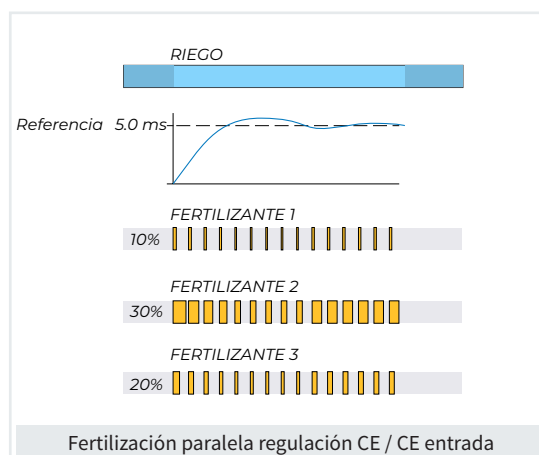 RIEGO
Referencia 5.0 ms
FERTILIZANTE 1
10%
FERTILIZANTE 2
30%
FERTILIZANTE 3
20%
Fertilización paralela regulación CE / CE entrada